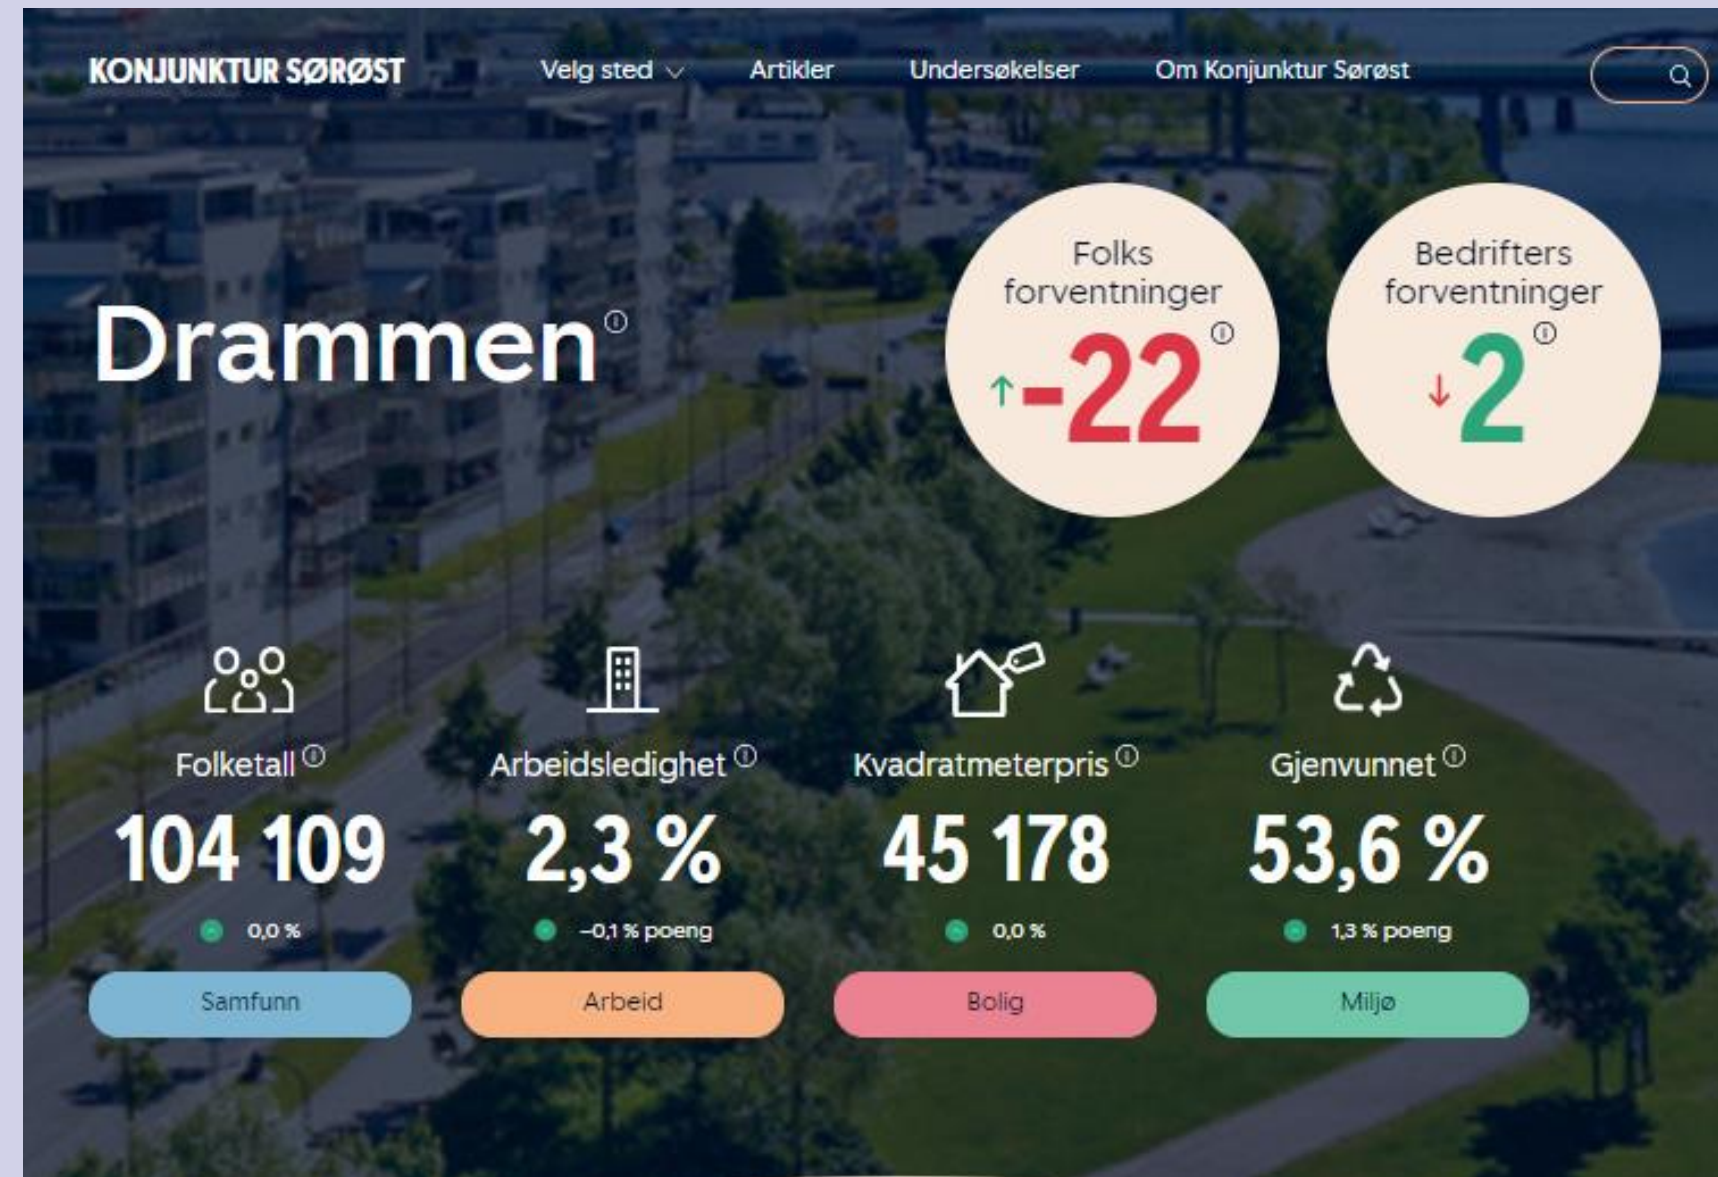 KONJUNKTUR SØRØST
Velg sted
Artikler
Undersøkelser
Om Konjunktur Sørøst
Drammen
Folks
forventninger
-22
Bedrifters
forventninger
2
Folketall
104 109
0,0 %
Samfunn
Arbeidsledighet
2,3 %
-0,1 % poeng
Arbeid
Kvadratmeterpris
45 178
0,0 %
Bolig
Gjenvunnet
53,6 %
1,3 % poeng
Miljø